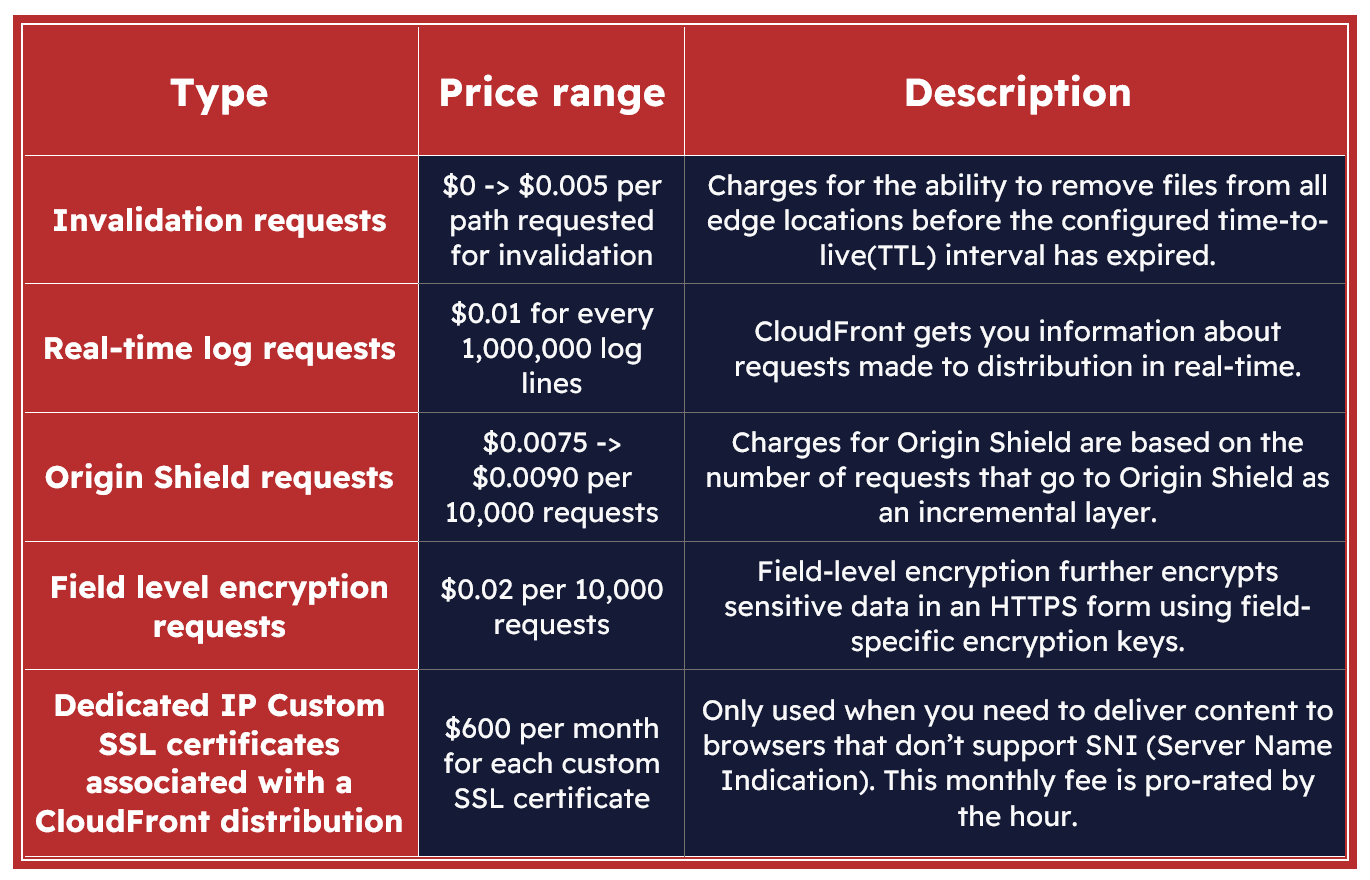 Type
Price range
Description
Invalidation requests
$0 -> $0.005 per
path requested
for invalidation
Charges for the ability to remove files from all
edge locations before the configured time-to-
live(TTL) interval has expired.
Real-time log requests
$0.01 for every
1,000,000 log
lines
CloudFront gets you information about
requests made to distribution in real-time.
Origin Shield requests
$0.0075 ->
$0.0090 per
10,000 requests
Charges for Origin Shield are based on the
number of requests that go to Origin Shield as
an incremental layer.
Field level encryption
requests
$0.02 per 10,000
requests
Field-level encryption further encrypts
sensitive data in an HTTPS form using field-
specific encryption keys.
Dedicated IP Custom
SSL certificates
associated with a
CloudFront distribution
$600 per month
for each custom
SSL certificate
Only used when you need to deliver content to
browsers that don’t support SNI (Server Name
Indication). This monthly fee is pro-rated by
the hour.